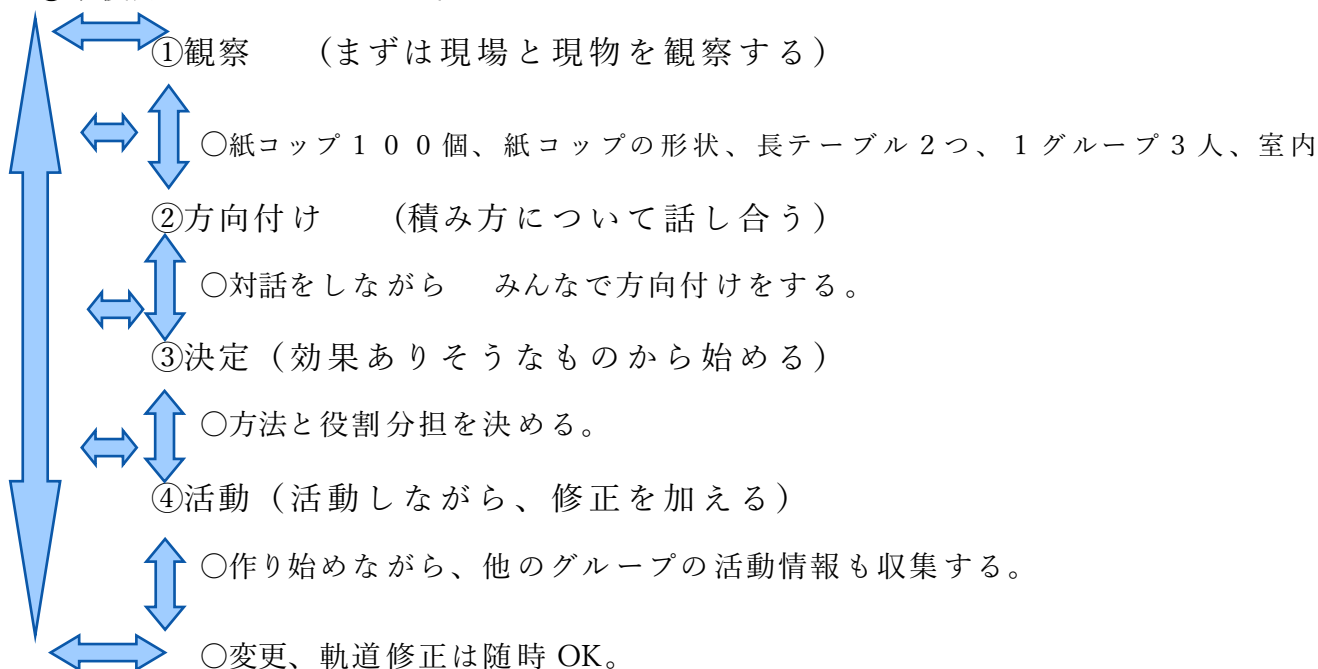 ①観察　（まずは現場と現物を観察する）
○紙コップ１００個、紙コップの形状、長テーブル２つ、１グループ３人、室内
②方向付け　（積み方について話し合う）
○対話をしながら　みんなで方向付けをする。
③決定（効果ありそうなものから始める）
○方法と役割分担を決める。
④活動（活動しながら、修正を加える）
○作り始めながら、他のグループの活動情報も収集する。
○変更、軌道修正は随時 OK。